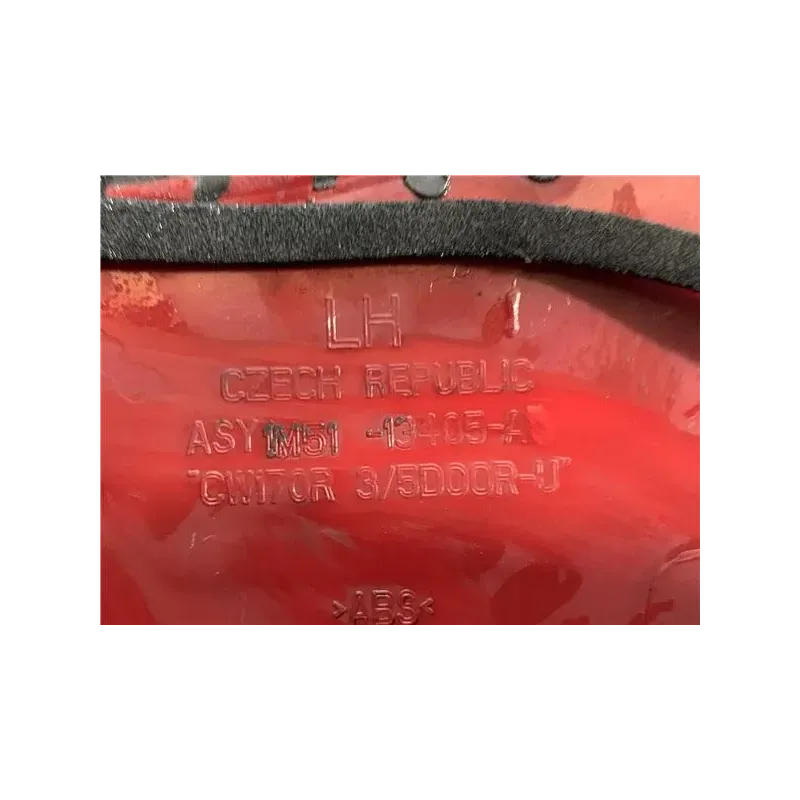 LH
CZECH REPUBLIC
ASY 1M51 -13405-A
"CW170R 3/5DOOR-U"
>ABS<